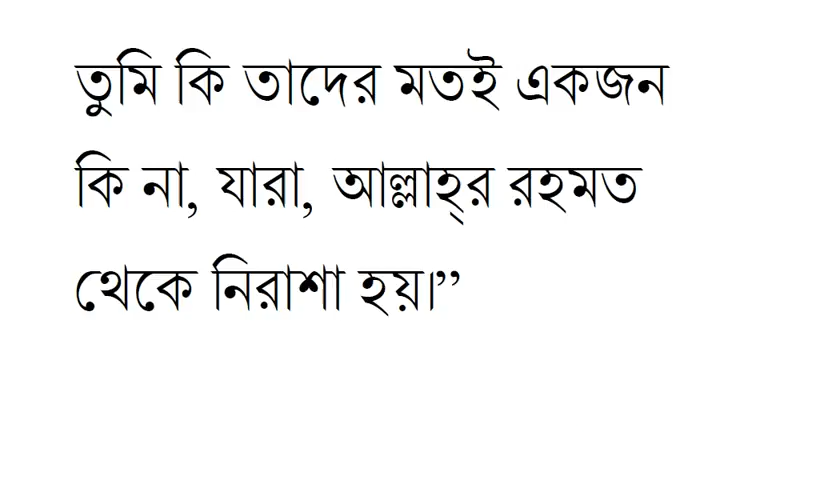 তুমি কি তাদের মতই একজন
কি না, যারা, আল্লাহ্‌র রহমত
থেকে নিরাশা হয়।”